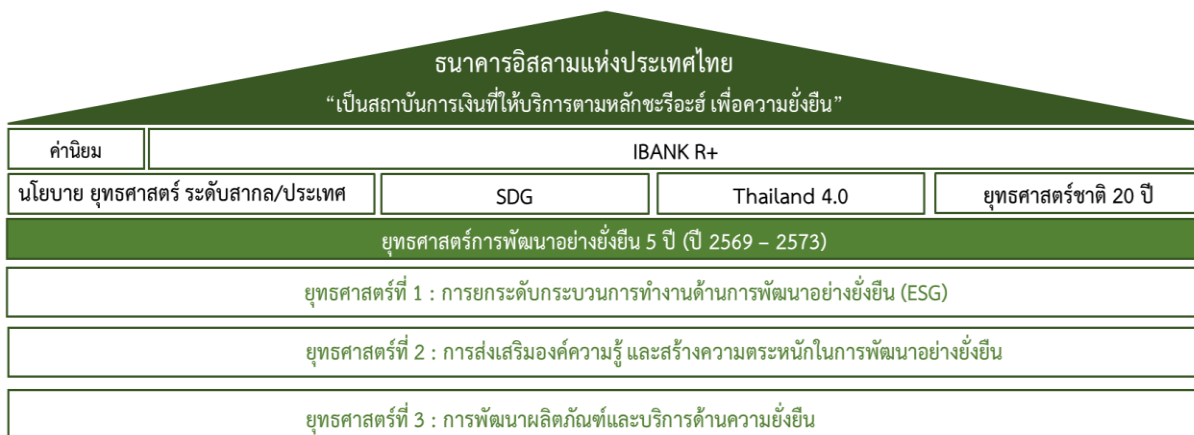 ธนาคารอิสลามแห่งประเทศไทย
“เป็นสถาบันการเงินที่ให้บริการตามหลักชะรีอะฮ์ เพื่อความยั่งยืน”
ค่านิยม IBANK R+
นโยบาย ยุทธศาสตร์ ระดับสากล/ประเทศ SDG Thailand 4.0 ยุทธศาสตร์ชาติ 20 ปี
ยุทธศาสตร์การพัฒนาอย่างยั่งยืน 5 ปี (ปี 2569 – 2573)
ยุทธศาสตร์ที่ 1 : การยกระดับกระบวนการทำงานด้านการพัฒนาอย่างยั่งยืน (ESG)
ยุทธศาสตร์ที่ 2 : การส่งเสริมองค์ความรู้ และสร้างความตระหนักในการพัฒนาอย่างยั่งยืน
ยุทธศาสตร์ที่ 3 : การพัฒนาผลิตภัณฑ์และบริการด้านความยั่งยืน